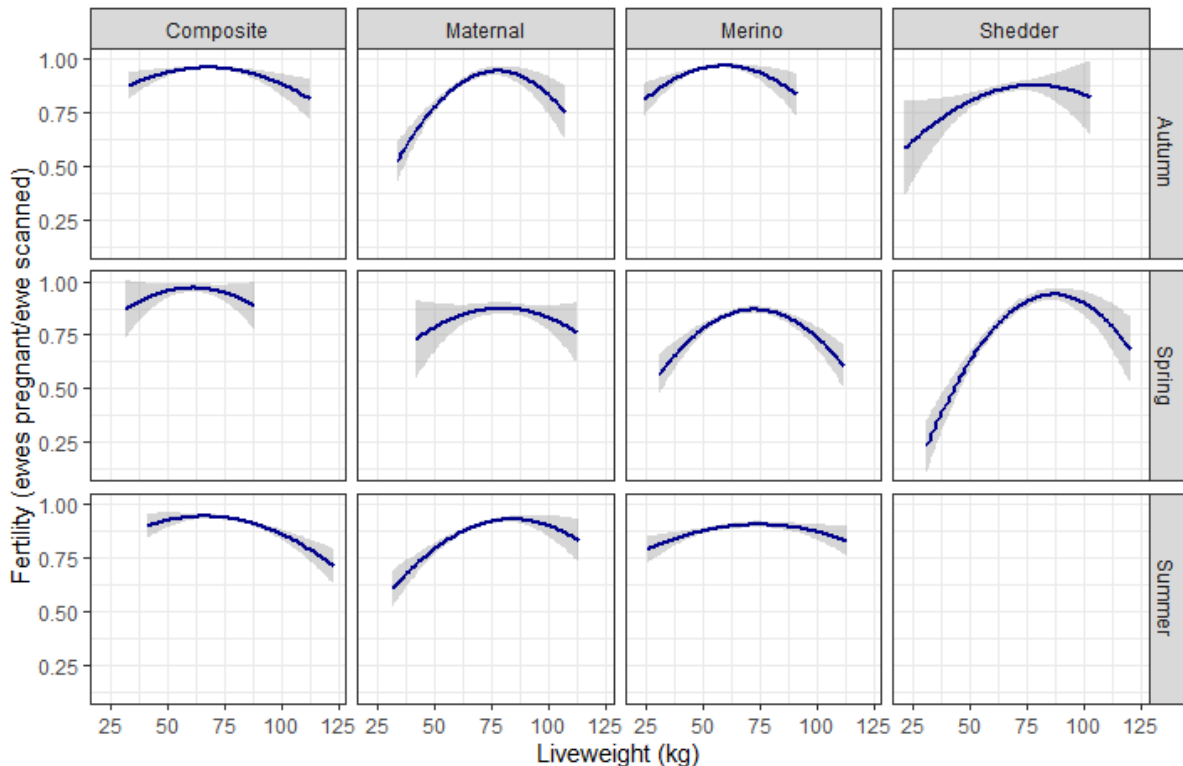 Composite Maternal Merino Shedder
Fertility (ewes pregnant/ewe scanned)
1.00
0.75
0.50
0.25
Autumn
1.00
0.75
0.50
0.25
Spring
1.00
0.75
0.50
0.25
Summer
25 50 75 100 125 25 50 75 100 125 25 50 75 100 125 25 50 75 100 125
Liveweight (kg)